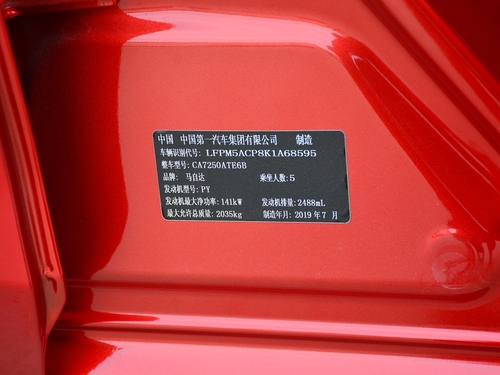 中国 中国第一汽车集团有限公司 制造
车辆识别代号: LFPM5ACP8K1A68595
整车型号: CA7250ATE6B
品牌: 马自达 乘坐人数: 5
发动机型号: PY
发动机最大净功率: 141kW 发动机排量: 2488mL
最大允许总质量: 2035kg 制造年月: 2019 年 7 月